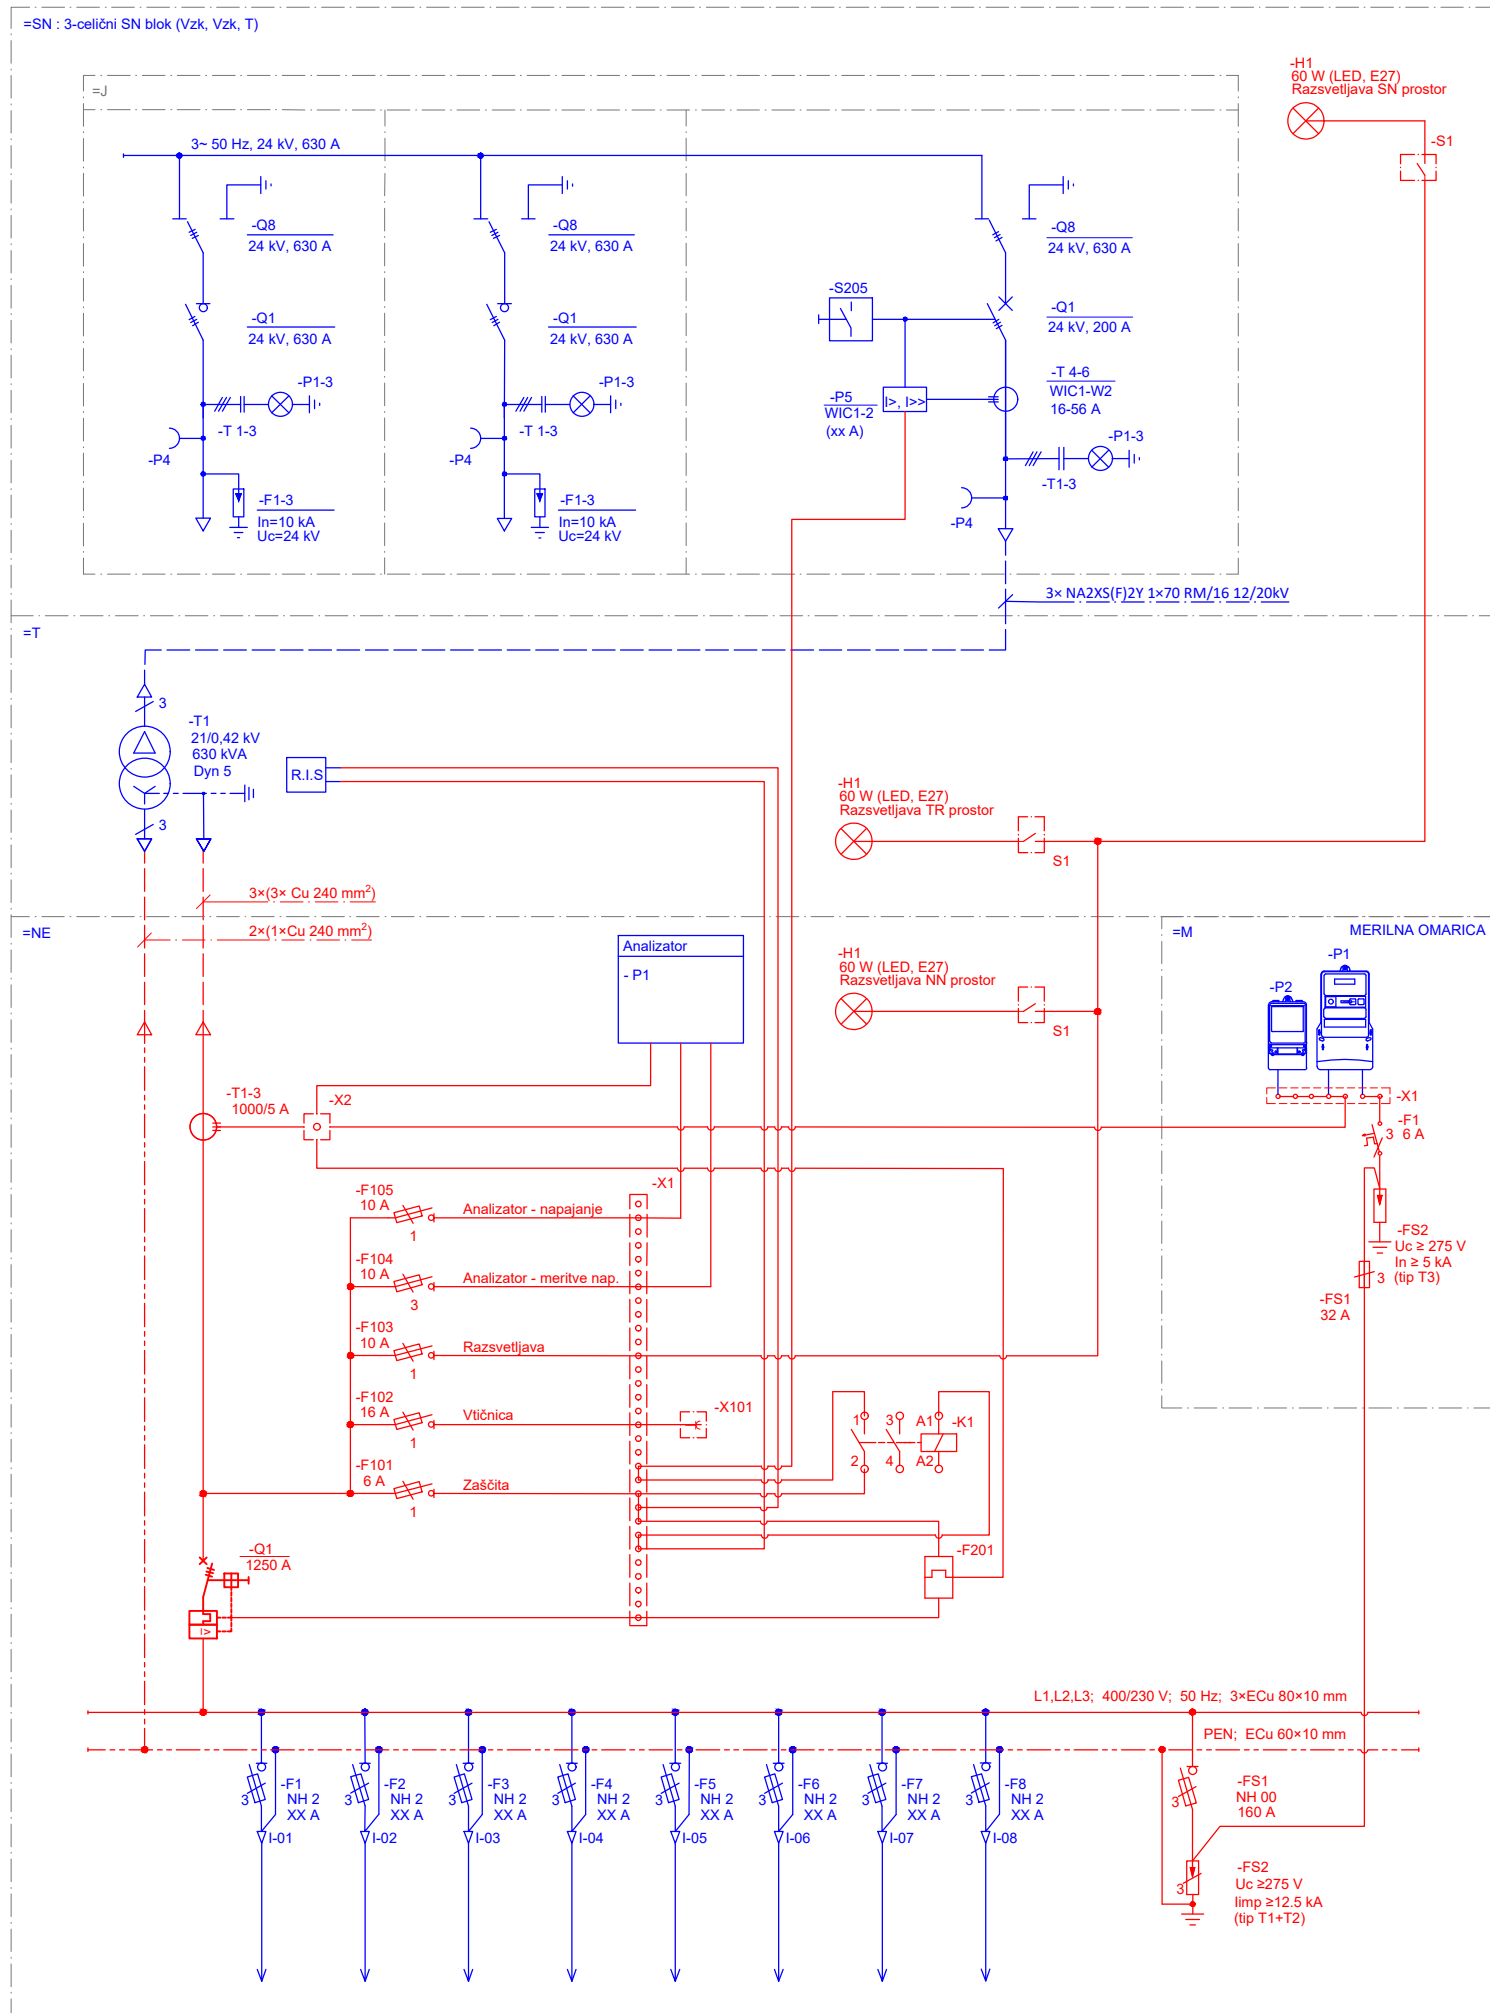 =SN : 3-celični SN blok (Vzk, Vzk, T)
-H1
60 W (LED, E27)
Razsvetljava SN prostor
-S1
=J
3~ 50 Hz, 24 kV, 630 A
-Q8
24 kV, 630 A
-Q8
24 kV, 630 A
-Q8
24 kV, 630 A
-Q1
24 kV, 630 A
-Q1
24 kV, 630 A
-S205
-Q1
24 kV, 200 A
-P1-3
-T 1-3
-P4
-P1-3
-T 1-3
-P4
-P5
WIC1-2
(xx A)
I>, I>>
-T 4-6
WIC1-W2
16-56 A
-P1-3
-T1-3
-P4
-F1-3
In=10 kA
Uc=24 kV
-F1-3
In=10 kA
Uc=24 kV
3× NA2XS(F)2Y 1×70 RM/16 12/20kV
=T
3
-T1
21/0,42 kV
630 kVA
Dyn 5
3
R.I.S
-H1
60 W (LED, E27)
Razsvetljava TR prostor
S1
3×(3× Cu 240 mm²)
=NE
2×(1×Cu 240 mm²)
Analizator
- P1
-H1
60 W (LED, E27)
Razsvetljava NN prostor
S1
=M
MERILNA OMARICA
-P1
-P2
-X1
-F1
3 6 A
-FS2
Uc ≥ 275 V
In ≥ 5 kA
(tip T3)
3
-FS1
32 A
-T1-3
1000/5 A
-X2
-X1
-F105
10 A
1
Analizator - napajanje
-F104
10 A
3
Analizator - meritve nap.
-F103
10 A
1
Razsvetljava
-F102
16 A
1
Vtičnica
-X101
-F101
6 A
1
Zaščita
1
2
3
4
A1
A2
-K1
-F201
-Q1
1250 A
I>
L1,L2,L3; 400/230 V; 50 Hz; 3×ECu 80×10 mm
PEN; ECu 60×10 mm
3
-F1
NH 2
XX A
I-01
3
-F2
NH 2
XX A
I-02
3
-F3
NH 2
XX A
I-03
3
-F4
NH 2
XX A
I-04
3
-F5
NH 2
XX A
I-05
3
-F6
NH 2
XX A
I-06
3
-F7
NH 2
XX A
I-07
3
-F8
NH 2
XX A
I-08
3
-FS1
NH 00
160 A
3
-FS2
Uc ≥275 V
Iimp ≥12.5 kA
(tip T1+T2)